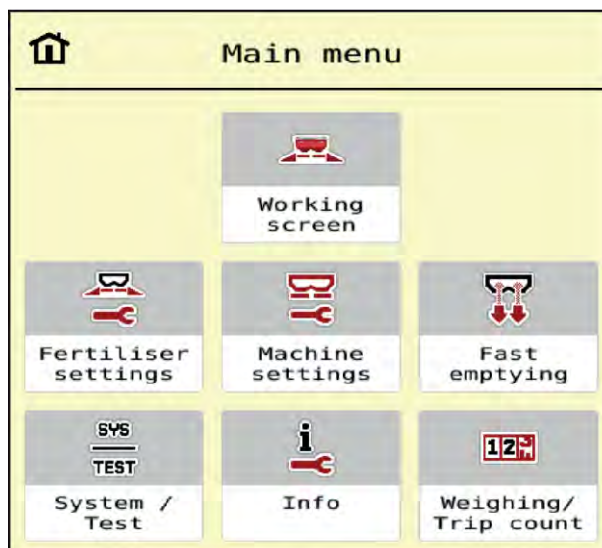 Main menu
Working
screen
Fertiliser
settings
Machine
settings
Fast
emptying
SYS
TEST
System /
Test
i
Info
12
Weighing/
Trip count